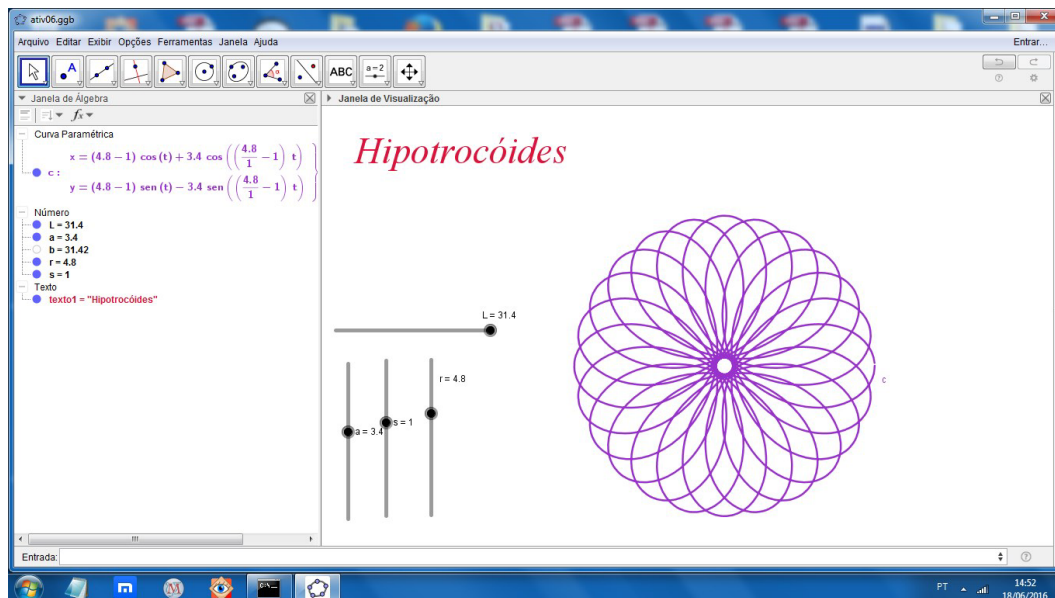 ativ06.ggb
Arquivo Editar Exibir Opções Ferramentas Janela Ajuda
Entrar...
A
ABC
a=2
Janela de Álgebra
Janela de Visualização
fx
Curva Paramétrica
c :
x = (4.8 − 1) cos (t) + 3.4 cos ((4.8/1 − 1) t)
y = (4.8 − 1) sen (t) − 3.4 sen ((4.8/1 − 1) t)
Número
L = 31.4
a = 3.4
b = 31.42
r = 4.8
s = 1
Texto
texto1 = "Hipotrocóides"
Hipotrocóides
L = 31.4
r = 4.8
s = 1
a = 3.4
c
Entrada:
PT
14:52
18/06/2016